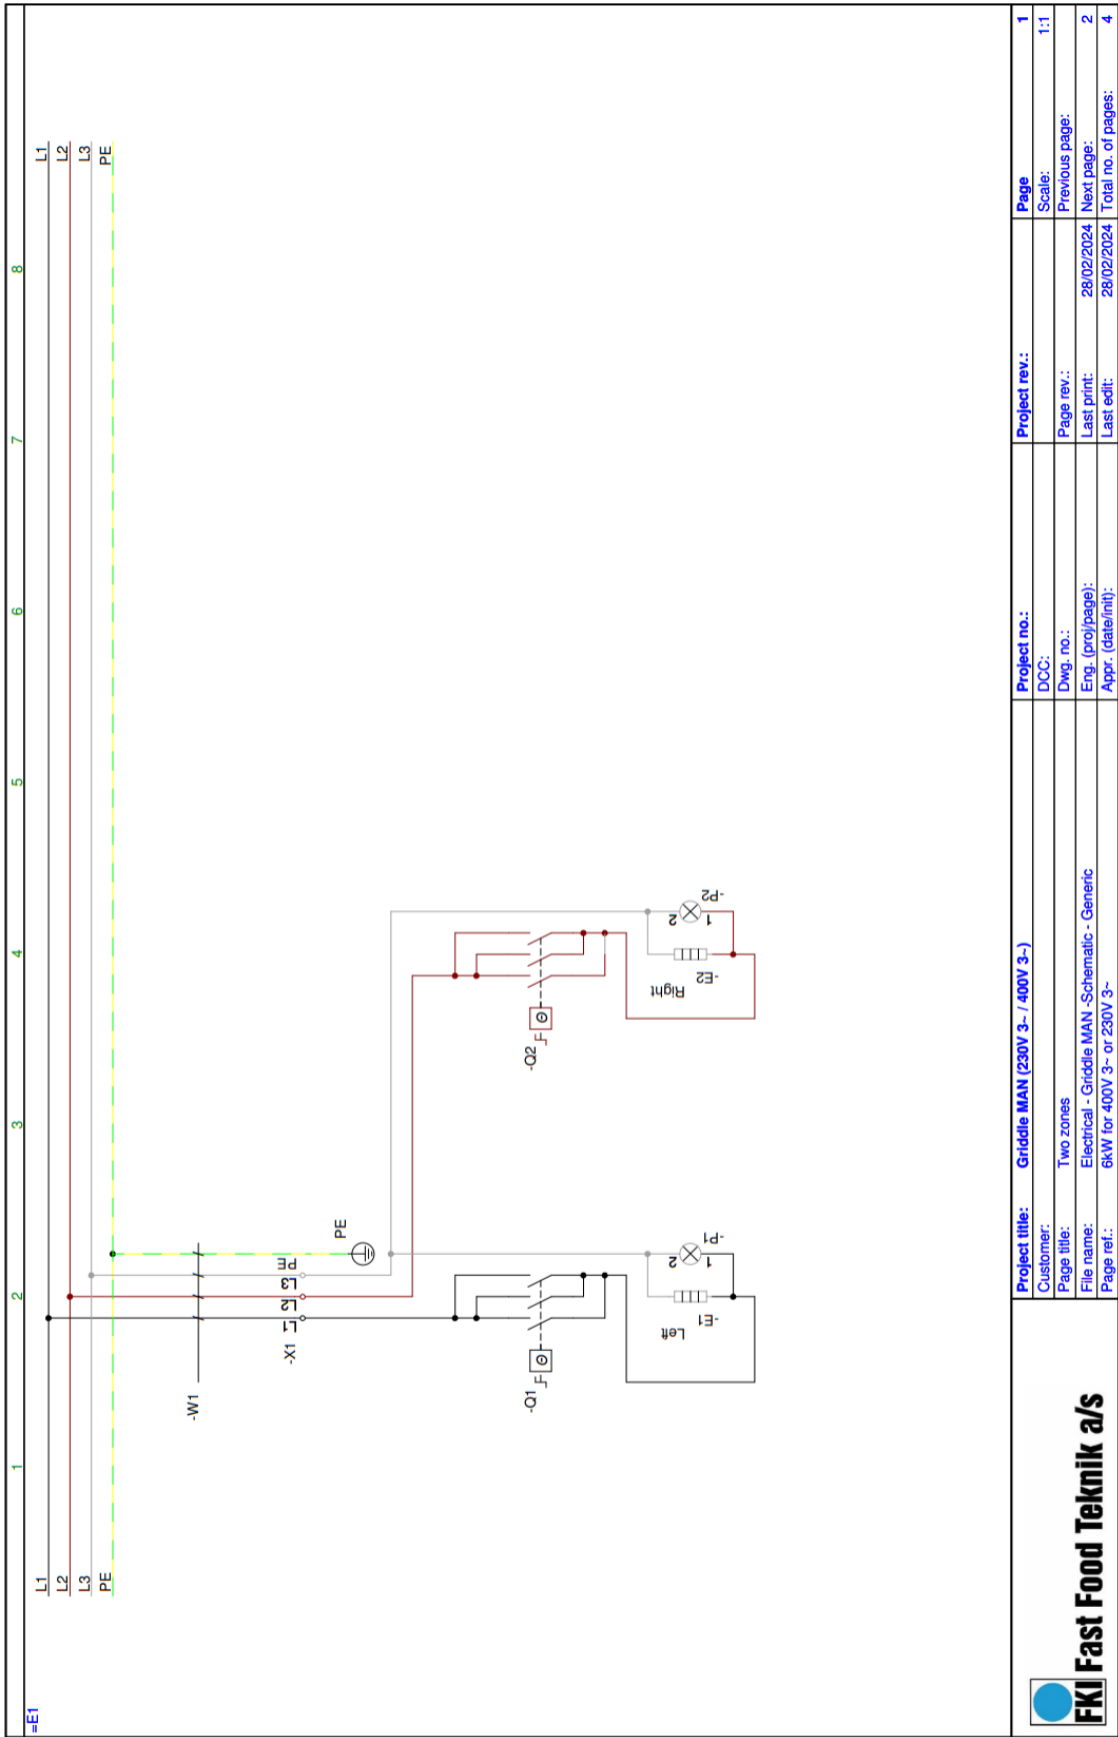 =E1
1 2 3 4 5 6 7 8
L1 L1
L2 L2
L3 L3
PE PE
-W1
-X1 L1 L2 L3 PE
PE
-Q1
-Q2
Left
-E1
2
1
-P1
Right
-E2
2
1
-P2
FKI Fast Food Teknik a/s
Project title: Griddle MAN (230V 3~ / 400V 3~) Project no.: Project rev.: Page 1
Customer: DCC: Scale: 1:1
Page title: Two zones Dwg. no.: Page rev.: Previous page:
File name: Electrical - Griddle MAN -Schematic - Generic Eng. (proj/page): Last print: 28/02/2024 Next page: 2
Page ref.: 6kW for 400V 3~ or 230V 3~ Appr. (date/init): Last edit: 28/02/2024 Total no. of pages: 4